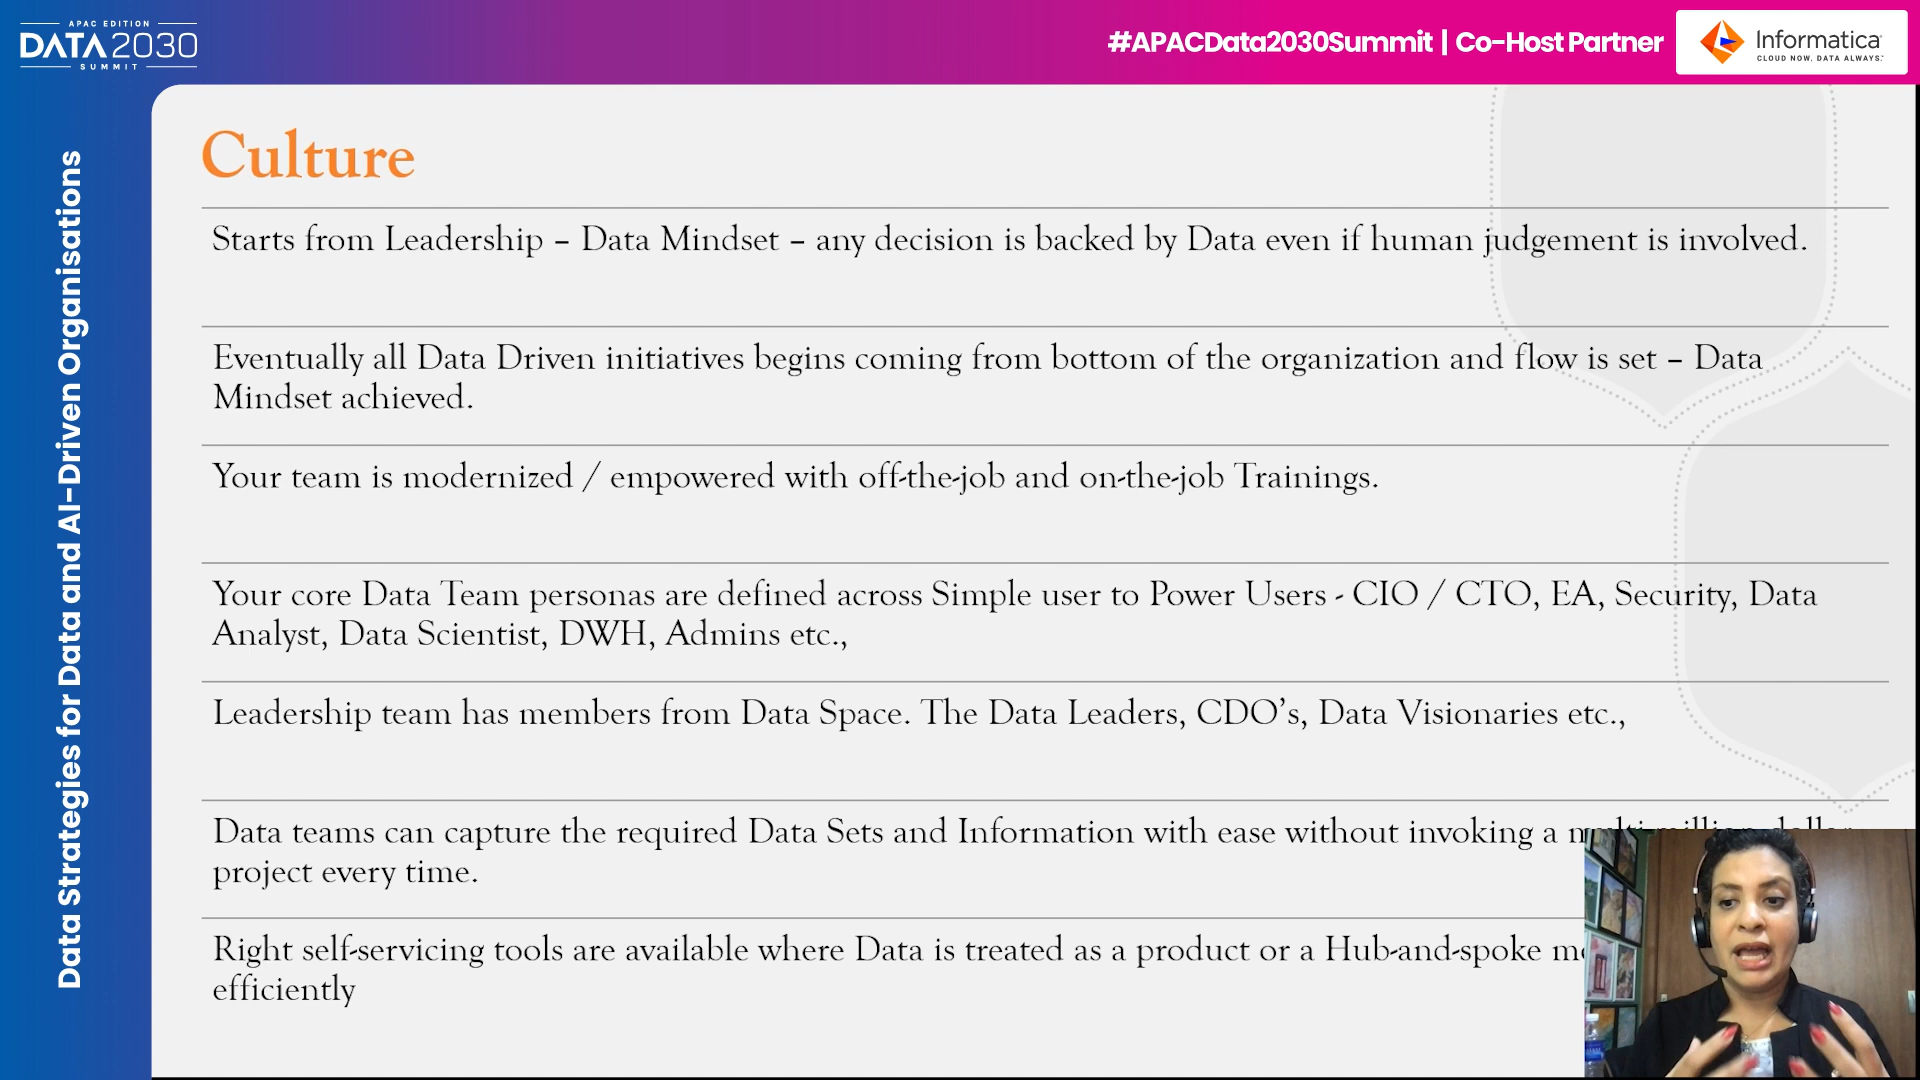 APAC EDITION
DATA2030
SUMMIT
#APACData2030Summit | Co-Host Partner
Informatica
CLOUD NOW. DATA ALWAYS.
Data Strategies for Data and AI-Driven Organisations
Culture
Starts from Leadership – Data Mindset – any decision is backed by Data even if human judgement is involved.
Eventually all Data Driven initiatives begins coming from bottom of the organization and flow is set – Data
Mindset achieved.
Your team is modernized / empowered with off-the-job and on-the-job Trainings.
Your core Data Team personas are defined across Simple user to Power Users - CIO / CTO, EA, Security, Data
Analyst, Data Scientist, DWH, Admins etc.,
Leadership team has members from Data Space. The Data Leaders, CDO’s, Data Visionaries etc.,
Data teams can capture the required Data Sets and Information with ease without invoking a multi-million dollar
project every time.
Right self-servicing tools are available where Data is treated as a product or a Hub-and-spoke
efficiently